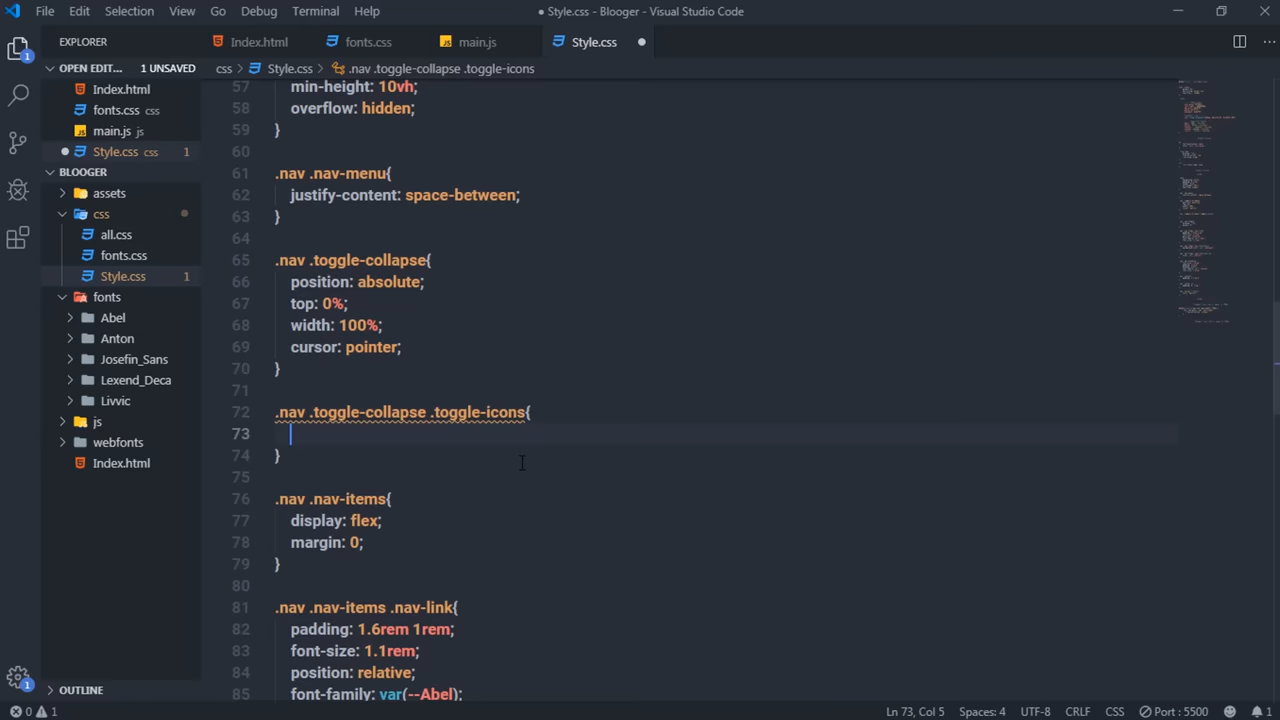 File Edit Selection View Go Debug Terminal Help
● Style.css - Blooger - Visual Studio Code
EXPLORER
Index.html
fonts.css
main.js
Style.css
OPEN EDIT... 1 UNSAVED
css > Style.css > .nav .toggle-collapse .toggle-icons
Index.html
fonts.css css
JS main.js js
Style.css css 1
BLOOGER
assets
css
all.css
fonts.css
Style.css 1
fonts
Abel
Anton
Josefin_Sans
Lexend_Deca
Livvic
js
webfonts
Index.html
OUTLINE
1
1
57 min-height: 10vh;
58 overflow: hidden;
59 }
60
61 .nav .nav-menu{
62 justify-content: space-between;
63 }
64
65 .nav .toggle-collapse{
66 position: absolute;
67 top: 0%;
68 width: 100%;
69 cursor: pointer;
70 }
71
72 .nav .toggle-collapse .toggle-icons{
73
74 }
75
76 .nav .nav-items{
77 display: flex;
78 margin: 0;
79 }
80
81 .nav .nav-items .nav-link{
82 padding: 1.6rem 1rem;
83 font-size: 1.1rem;
84 position: relative;
85 font-family: var(--Abel);
0 1
Ln 73, Col 5 Spaces: 4 UTF-8 CRLF CSS Port : 5500 1